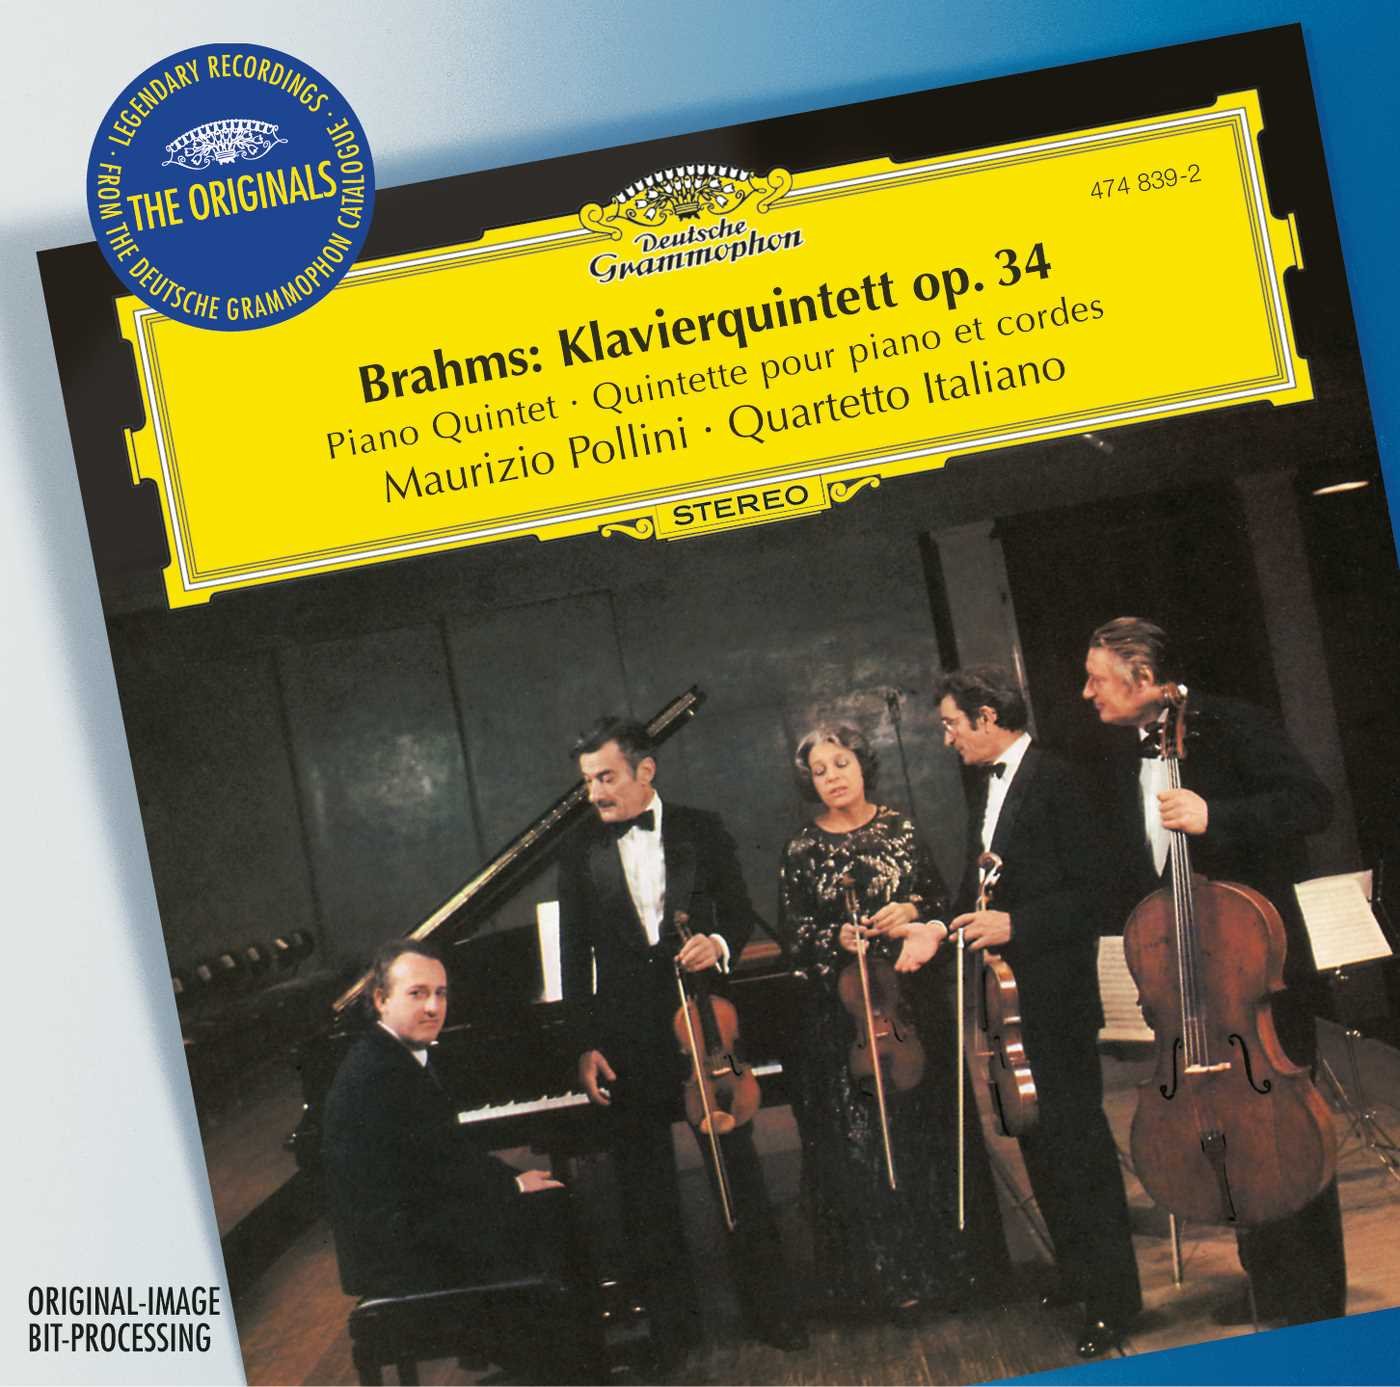 LEGENDARY RECORDINGS ·
FROM THE DEUTSCHE GRAMMOPHON CATALOGUE ·
THE ORIGINALS
Deutsche
Grammophon
474 839-2
Brahms: Klavierquintett op. 34
Piano Quintet · Quintette pour piano et cordes
Maurizio Pollini · Quartetto Italiano
STEREO
ORIGINAL-IMAGE
BIT-PROCESSING